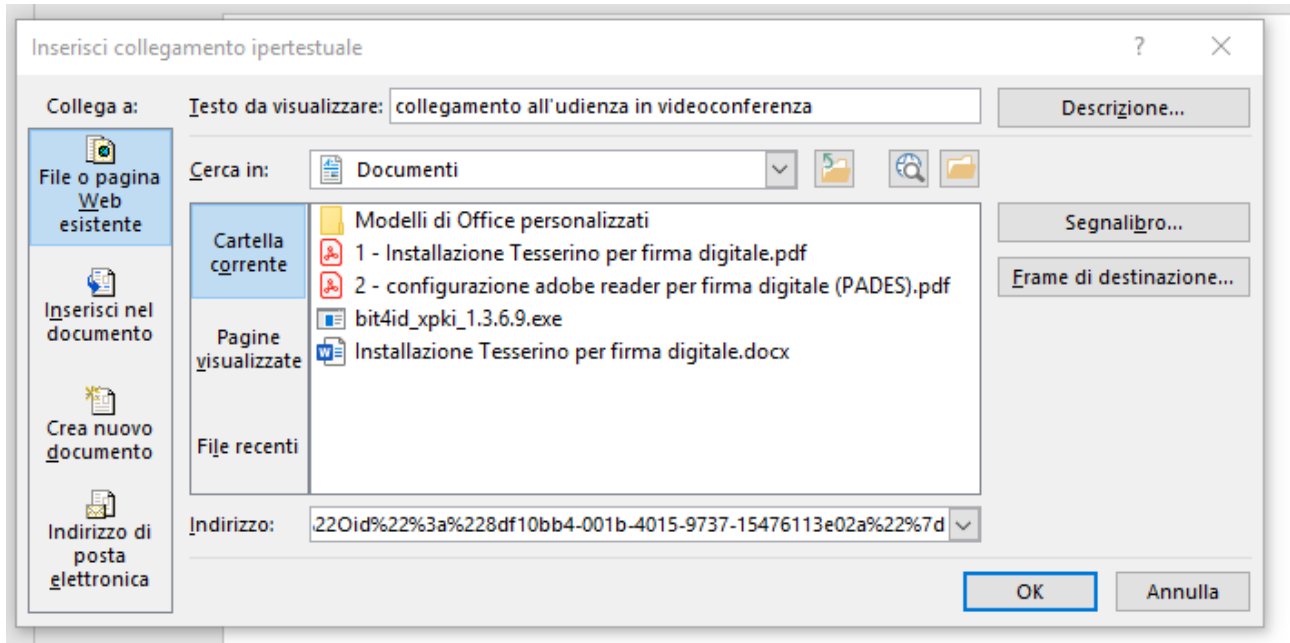 Inserisci collegamento ipertestuale
? ×
Collega a:
Testo da visualizzare: collegamento all'udienza in videoconferenza
Descrizione...
File o pagina
Web
esistente
Inserisci nel
documento
Crea nuovo
documento
Indirizzo di
posta
elettronica
Cerca in: Documenti
Cartella
corrente
Pagine
visualizzate
File recenti
Modelli di Office personalizzati
1 - Installazione Tesserino per firma digitale.pdf
2 - configurazione adobe reader per firma digitale (PADES).pdf
bit4id_xpki_1.3.6.9.exe
Installazione Tesserino per firma digitale.docx
Segnalibro...
Frame di destinazione...
Indirizzo: 22Oid%22%3a%228df10bb4-001b-4015-9737-15476113e02a%22%7d
OK Annulla